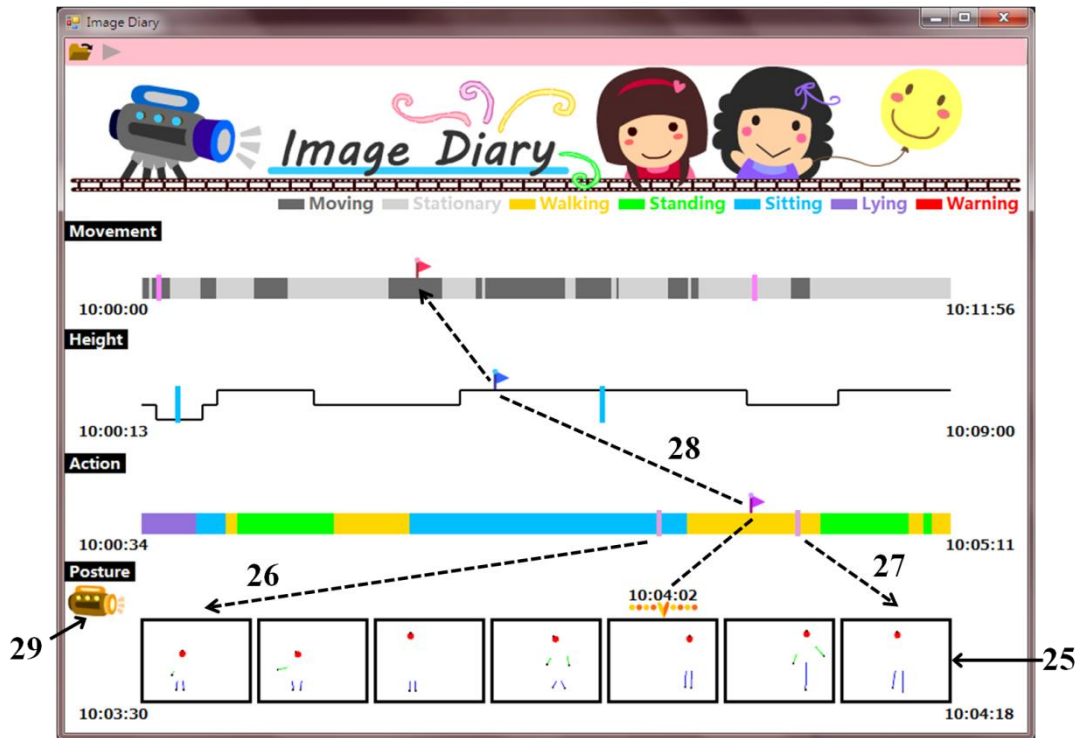 Image Diary
Image Diary
Moving Stationary Walking Standing Sitting Lying Warning
Movement
10:00:00 10:11:56
Height
10:00:13 10:09:00
28
Action
10:00:34 10:05:11
Posture
26 27
10:04:02
29 25
10:03:30 10:04:18